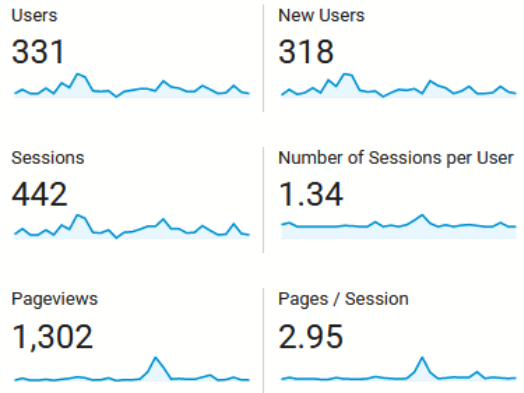 Users
331
New Users
318
Sessions
442
Number of Sessions per User
1.34
Pageviews
1,302
Pages / Session
2.95